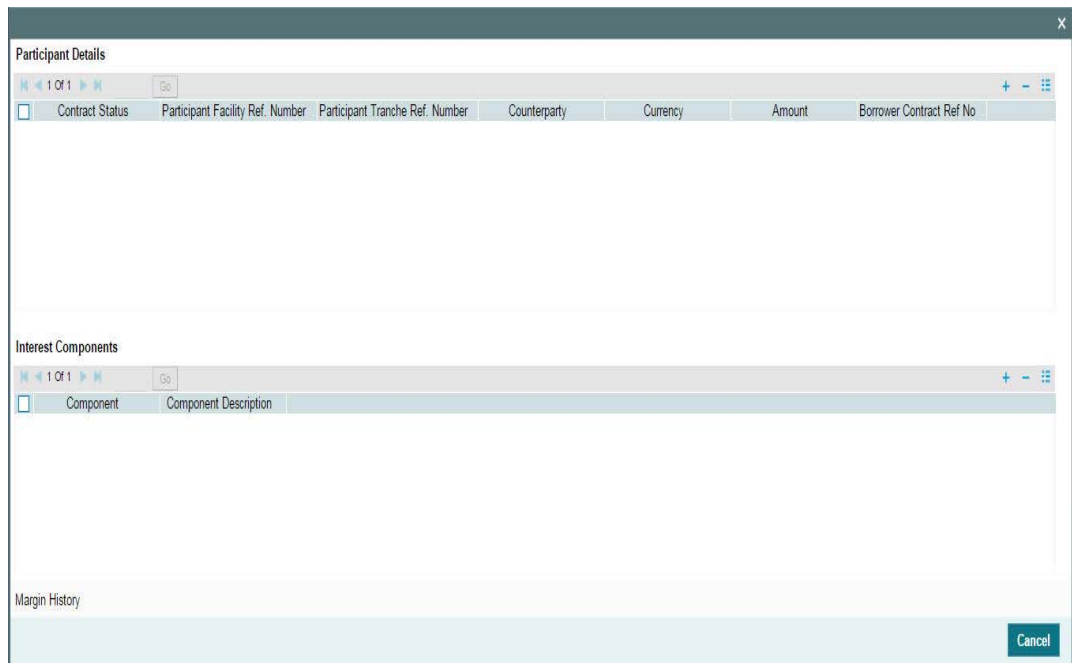 x
Participant Details
1 Of 1 Go + -
Contract Status Participant Facility Ref. Number Participant Tranche Ref. Number Counterparty Currency Amount Borrower Contract Ref No
Interest Components
1 Of 1 Go + -
Component Component Description
Margin History
Cancel